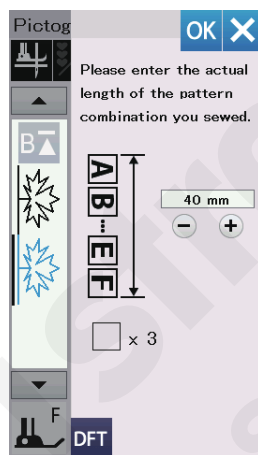 Pictog
OK
Please enter the actual
length of the pattern
combination you sewed.
B
A
B
E
F
40 mm
− +
x 3
F
DFT